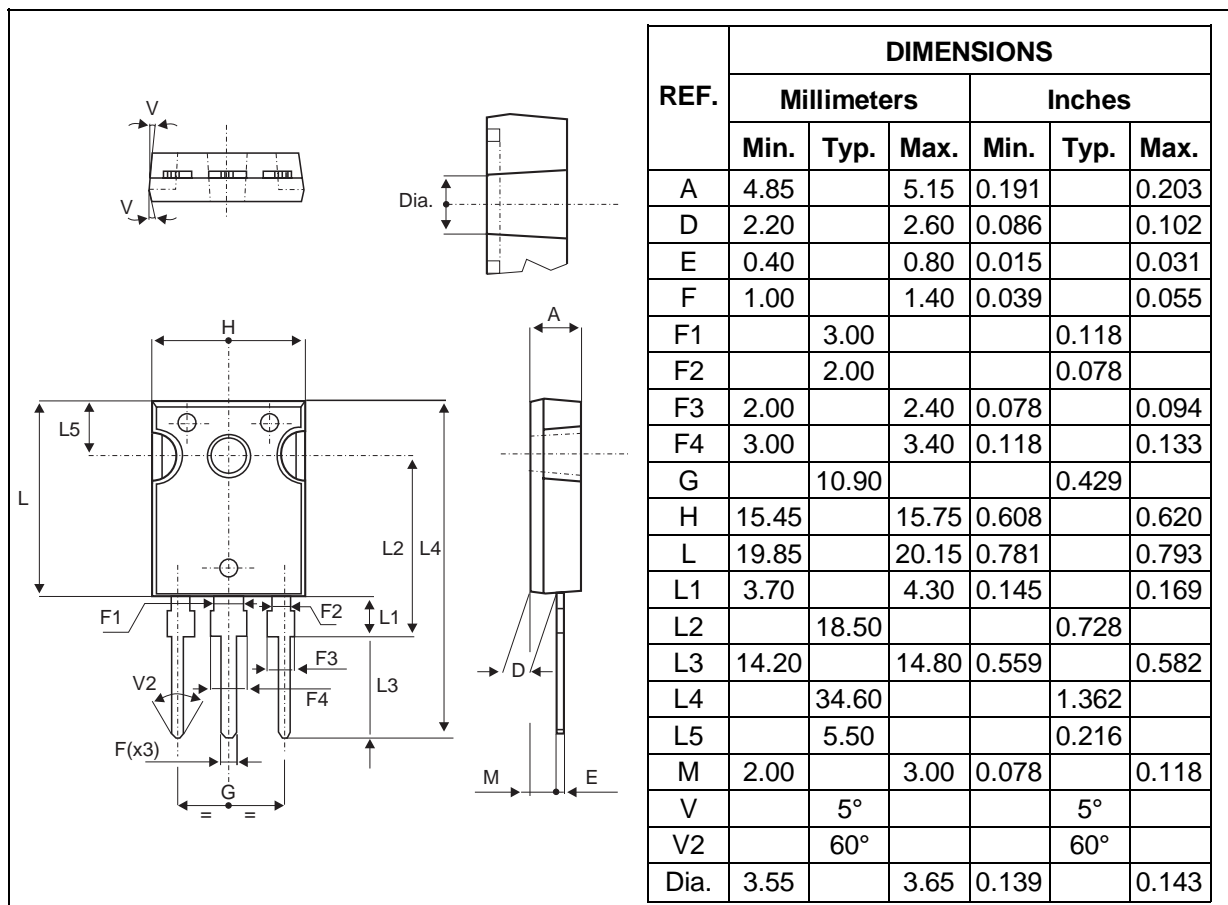 V
V
Dia.
H
A
L5
L
L2
L4
F1
F2
L1
F3
V2
F4
L3
D
F(x3)
M
E
G
= =
REF. DIMENSIONS
Millimeters Inches
Min. Typ. Max. Min. Typ. Max.
A 4.85 5.15 0.191 0.203
D 2.20 2.60 0.086 0.102
E 0.40 0.80 0.015 0.031
F 1.00 1.40 0.039 0.055
F1 3.00 0.118
F2 2.00 0.078
F3 2.00 2.40 0.078 0.094
F4 3.00 3.40 0.118 0.133
G 10.90 0.429
H 15.45 15.75 0.608 0.620
L 19.85 20.15 0.781 0.793
L1 3.70 4.30 0.145 0.169
L2 18.50 0.728
L3 14.20 14.80 0.559 0.582
L4 34.60 1.362
L5 5.50 0.216
M 2.00 3.00 0.078 0.118
V 5° 5°
V2 60° 60°
Dia. 3.55 3.65 0.139 0.143